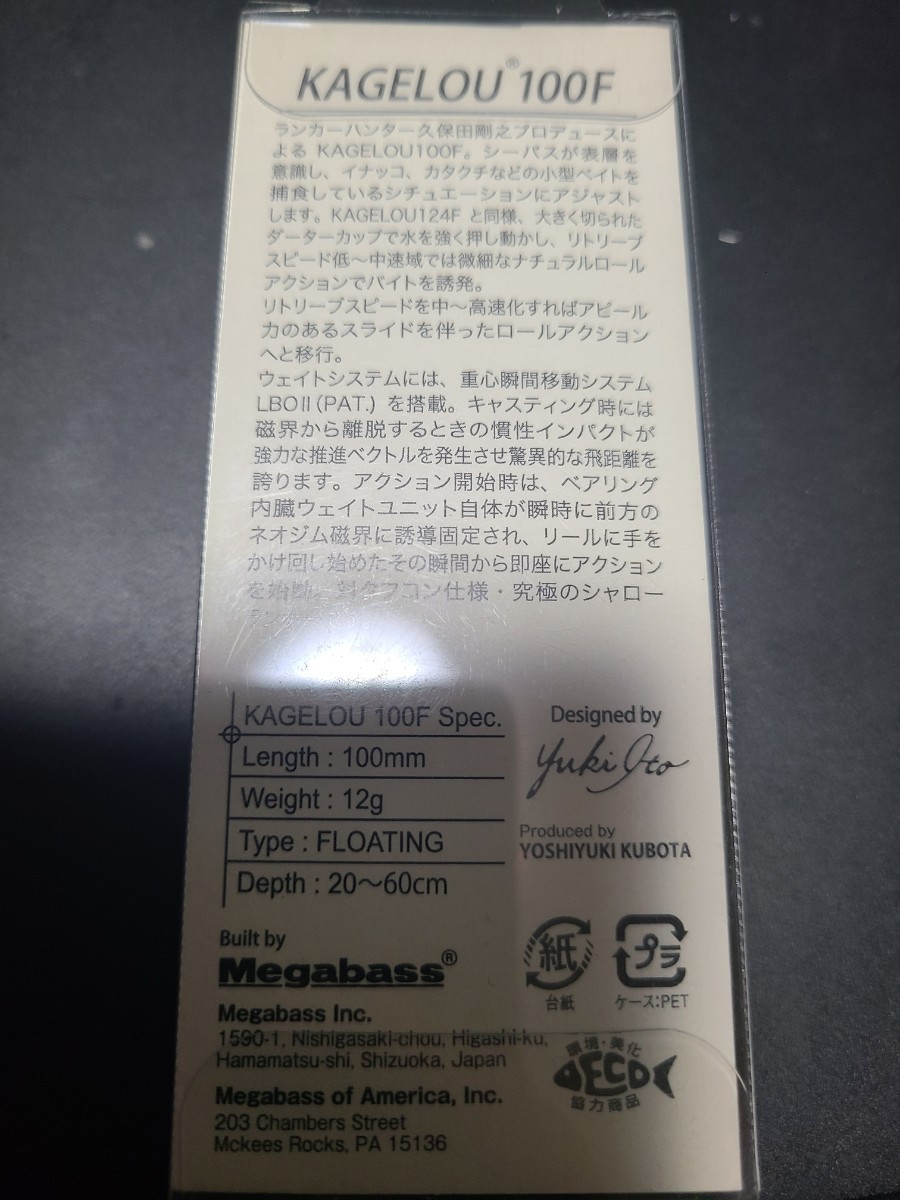 KAGELOU® 100F
ランカーハンター久保田剛之プロデュースに
よる KAGELOU100F。シーバスが表層を
意識し、イナッコ、カタクチなどの小型ベイトを
捕食しているシチュエーションにアジャスト
します。KAGELOU124F と同様、大きく切られた
ダーターカップで水を強く押し動かし、リトリーブ
スピード低〜中速域では微細なナチュラルロール
アクションでバイトを誘発。
リトリーブスピードを中〜高速化すればアピール
力のあるスライドを伴ったロールアクション
へと移行。
ウェイトシステムには、重心瞬間移動システム
LBOⅡ(PAT.) を搭載。キャスティング時には
磁界から離脱するときの慣性インパクトが
強力な推進ベクトルを発生させ驚異的な飛距離を
誇ります。アクション開始時は、ベアリング
内臓ウェイトユニット自体が瞬時に前方の
ネオジム磁界に誘導固定され、リールに手を
かけ回し始めたその瞬間から即座にアクション
を始動。対タフコン仕様・究極のシャロー
KAGELOU 100F Spec.
Length : 100mm
Weight : 12g
Type : FLOATING
Depth : 20〜60cm
Designed by
Yuki Ito
Produced by
YOSHIYUKI KUBOTA
Built by
Megabass®
紙
台紙
プラ
ケース:PET
Megabass Inc.
1590-1, Nishigasaki-chou, Higashi-ku,
Hamamatsu-shi, Shizuoka, Japan
環境・美化
ECO
協力商品
Megabass of America, Inc.
203 Chambers Street
Mckees Rocks, PA 15136